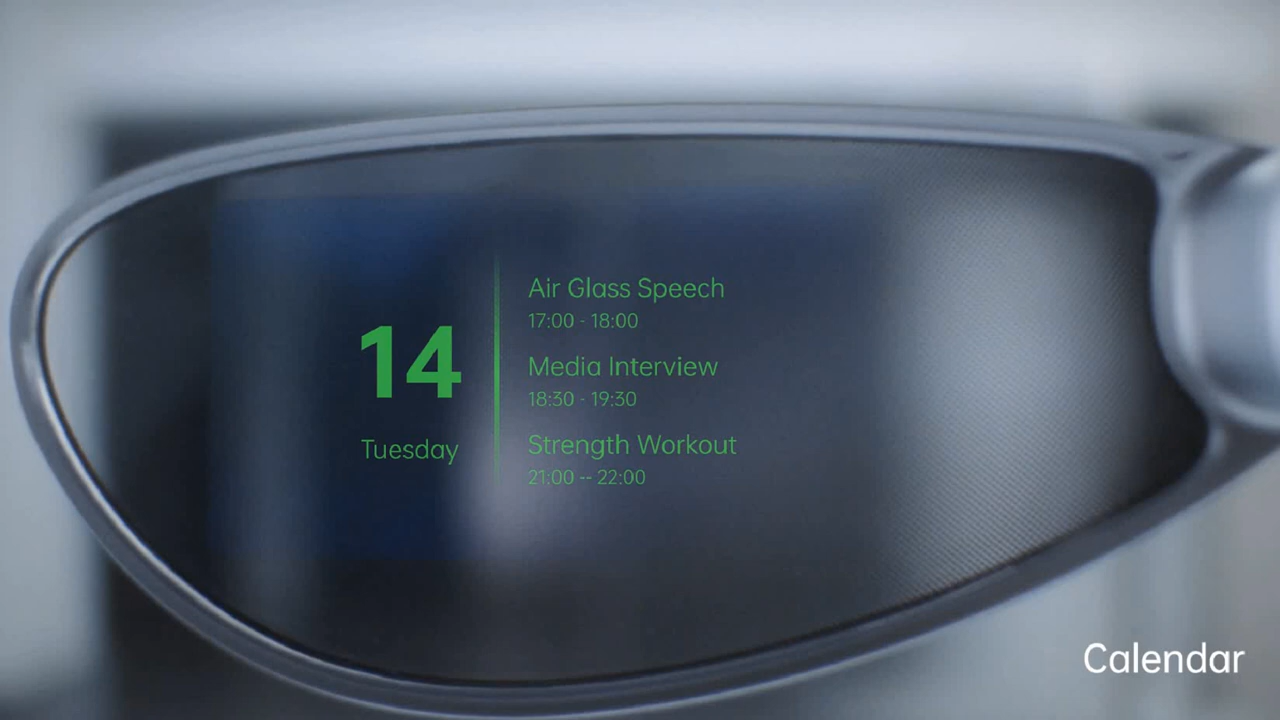 14
Tuesday
Air Glass Speech
17:00 - 18:00
Media Interview
18:30 - 19:30
Strength Workout
21:00 -- 22:00
Calendar